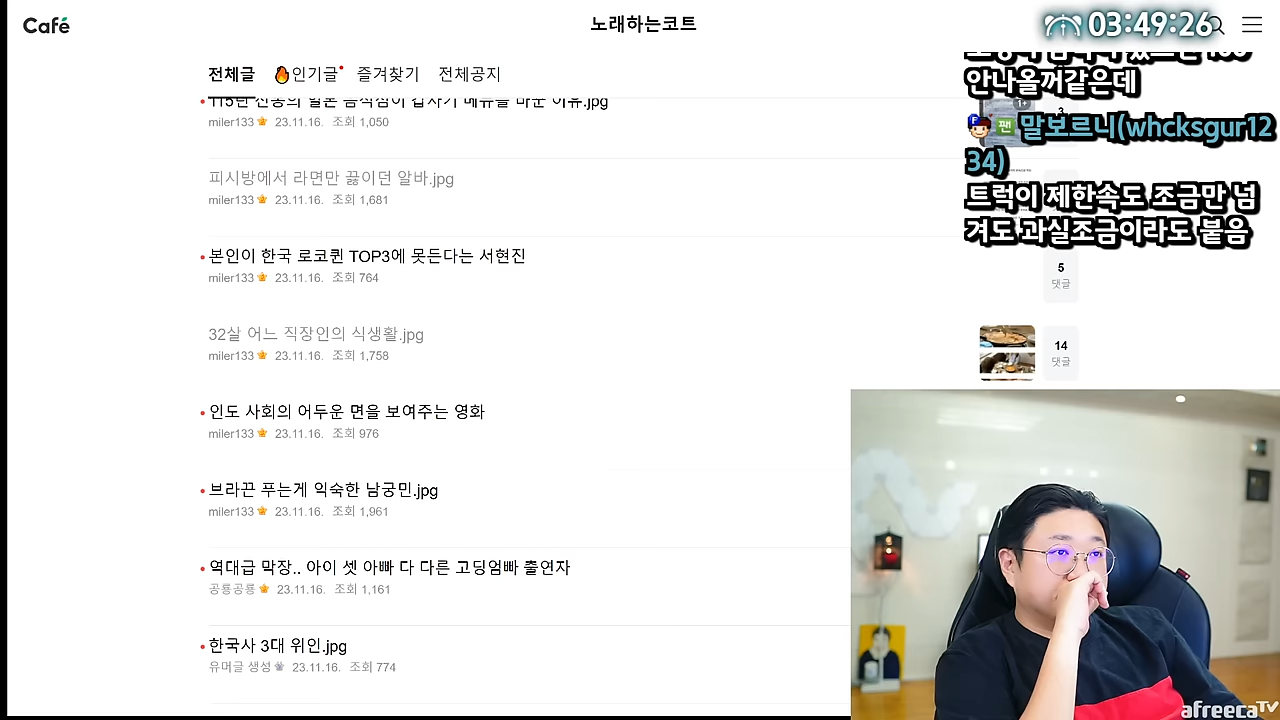 Café
노래하는코트
03:49:26
전체글 인기글 즐겨찾기 전체공지
안나올꺼같은데
팬 말보르니(whcksgur12
34)
트럭이 제한속도 조금만 넘
겨도 과실조금이라도 붙음
miler133 23.11.16. 조회 1,050
피시방에서 라면만 끓이던 알바.jpg
miler133 23.11.16. 조회 1,681
본인이 한국 로코퀸 TOP3에 못든다는 서현진
miler133 23.11.16. 조회 764
5
댓글
32살 어느 직장인의 식생활.jpg
miler133 23.11.16. 조회 1,758
14
댓글
인도 사회의 어두운 면을 보여주는 영화
miler133 23.11.16. 조회 976
브라끈 푸는게 익숙한 남궁민.jpg
miler133 23.11.16. 조회 1,961
역대급 막장.. 아이 셋 아빠 다 다른 고딩엄빠 출연자
공룡공룡 23.11.16. 조회 1,161
한국사 3대 위인.jpg
유머글 생성 23.11.16. 조회 774
afreecaTV